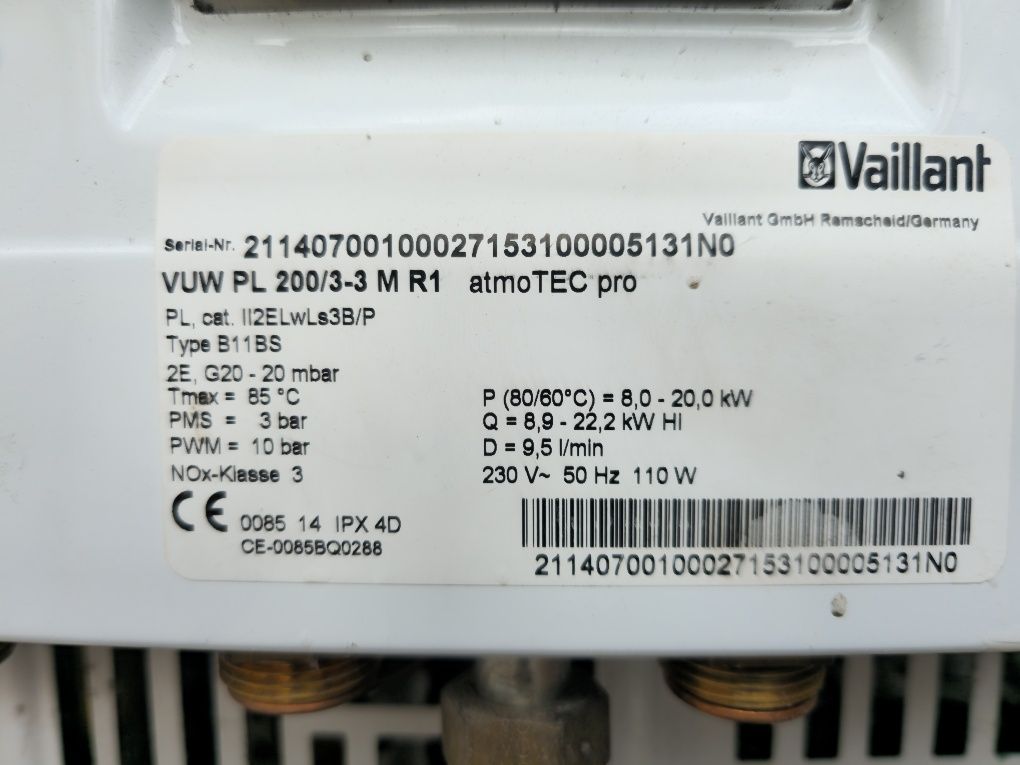 Vaillant
Vaillant GmbH Remscheid/Germany
Serial-Nr. 21140700100027153100005131N0
VUW PL 200/3-3 M R1 atmoTEC pro
PL, cat. II2ELwLs3B/P
Type B11BS
2E, G20 - 20 mbar
Tmax = 85 °C P (80/60°C) = 8,0 - 20,0 kW
PMS = 3 bar Q = 8,9 - 22,2 kW Hi
PWM = 10 bar D = 9,5 l/min
NOx-Klasse 3 230 V~ 50 Hz 110 W
CE 0085 14 IPX 4D
CE-0085BQ0288
21140700100027153100005131N0